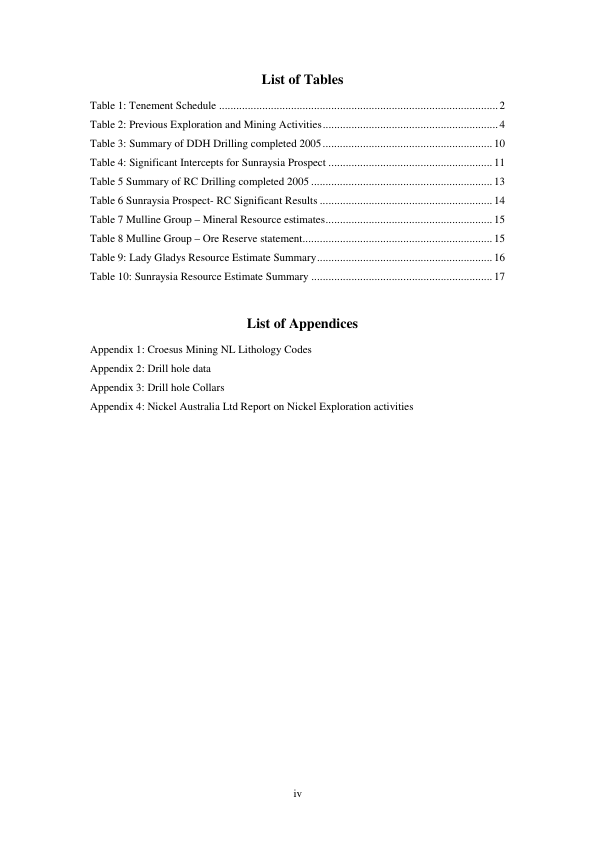 List of Tables
Table 1: Tenement Schedule .......... 2
Table 2: Previous Exploration and Mining Activities.......... 4
Table 3: Summary of DDH Drilling completed 2005.......... 10
Table 4: Significant Intercepts for Sunraysia Prospect .......... 11
Table 5 Summary of RC Drilling completed 2005 .......... 13
Table 6 Sunraysia Prospect- RC Significant Results .......... 14
Table 7 Mulline Group – Mineral Resource estimates.......... 15
Table 8 Mulline Group – Ore Reserve statement.......... 15
Table 9: Lady Gladys Resource Estimate Summary.......... 16
Table 10: Sunraysia Resource Estimate Summary .......... 17
List of Appendices
Appendix 1: Croesus Mining NL Lithology Codes
Appendix 2: Drill hole data
Appendix 3: Drill hole Collars
Appendix 4: Nickel Australia Ltd Report on Nickel Exploration activities
iv